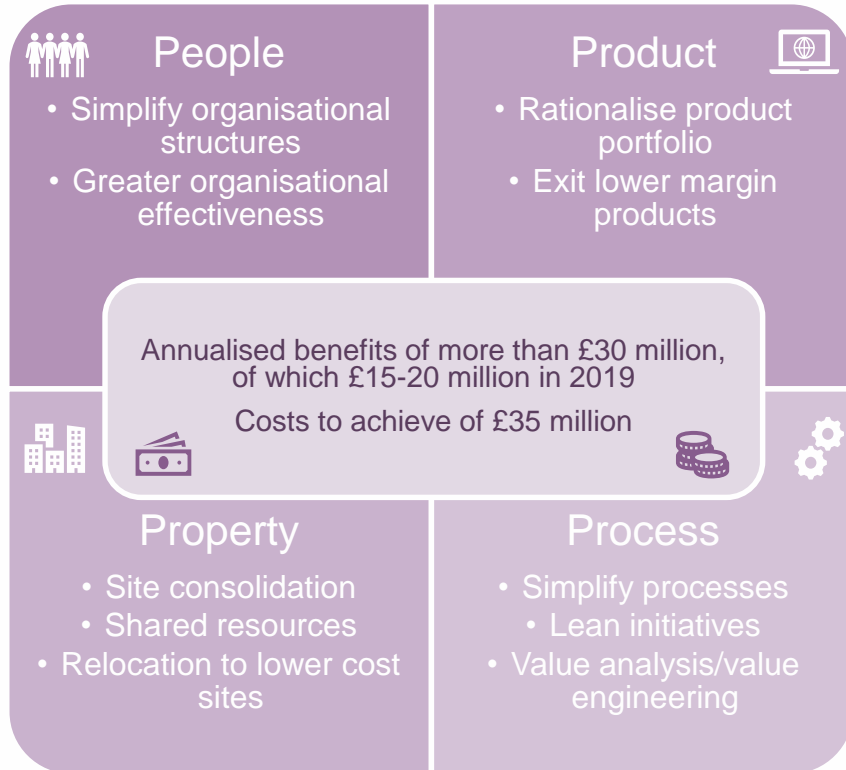 People
• Simplify organisational
structures
• Greater organisational
effectiveness
Product
• Rationalise product
portfolio
• Exit lower margin
products
Annualised benefits of more than £30 million,
of which £15-20 million in 2019
Costs to achieve of £35 million
Property
• Site consolidation
• Shared resources
• Relocation to lower cost
sites
Process
• Simplify processes
• Lean initiatives
• Value analysis/value
engineering